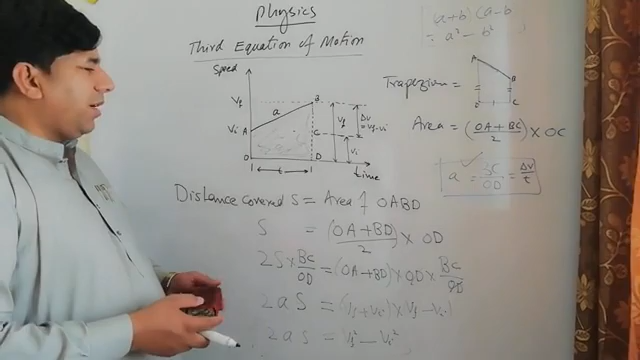 Physics
Third Equation of Motion
(a+b)(a-b
∵ a² - b²
Speed
Vf
Vi
A
B
C
O
D
a
t
time
Vf
Vi
ΔV
= Vf-Vi
Trapezium =
A
B
O
C
Area = (OA + BC / 2) × OC
a = BC/OD = ΔV/t
Distance covered S = Area of OABD
S = (OA + BD)/2 × OD
2S × BC/OD = (OA + BD) × OD × BC/OD
2aS = (Vf + Vi) × Vf - Vi)
2aS = Vf² - Vi²